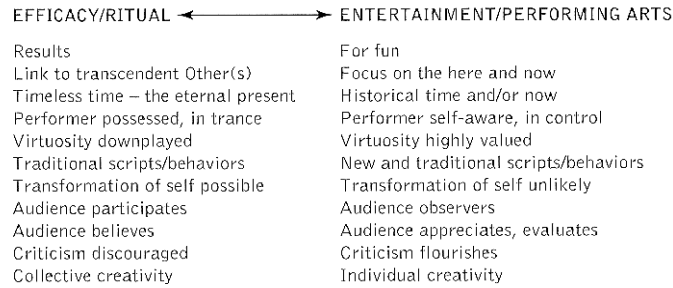 EFFICACY/RITUAL ENTERTAINMENT/PERFORMING ARTS
Results For fun
Link to transcendent Other(s) Focus on the here and now
Timeless time – the eternal present Historical time and/or now
Performer possessed, in trance Performer self-aware, in control
Virtuosity downplayed Virtuosity highly valued
Traditional scripts/behaviors New and traditional scripts/behaviors
Transformation of self possible Transformation of self unlikely
Audience participates Audience observers
Audience believes Audience appreciates, evaluates
Criticism discouraged Criticism flourishes
Collective creativity Individual creativity